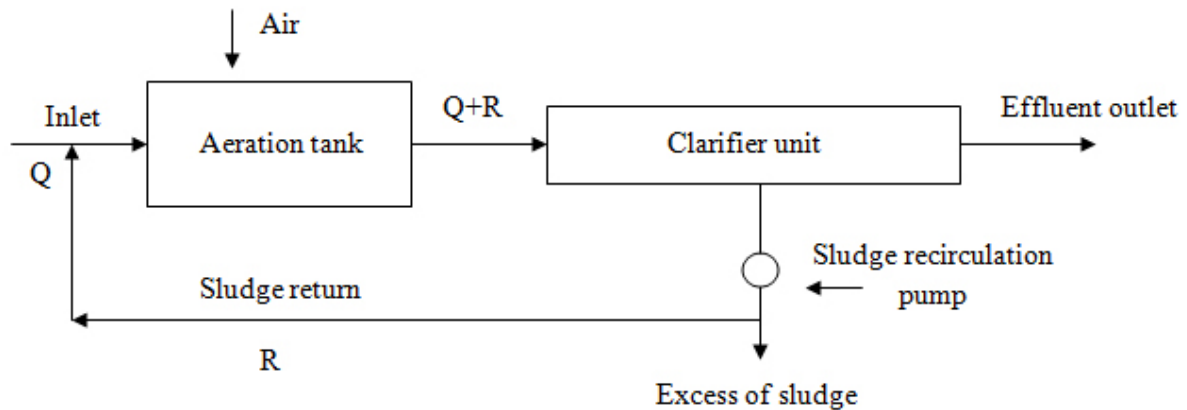 Air
Inlet
Q
Aeration tank
Q+R
Clarifier unit
Effluent outlet
Sludge recirculation
pump
Sludge return
R
Excess of sludge